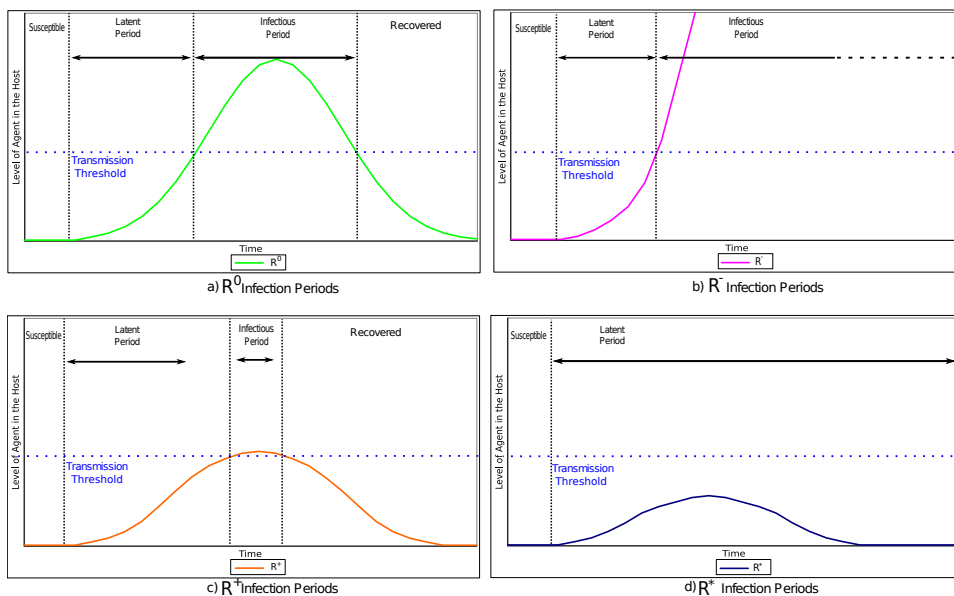 Susceptible
Latent
Period
Infectious
Period
Recovered
Level of Agent in the Host
Transmission
Threshold
Time
R⁰
a) R⁰ Infection Periods
Susceptible
Latent
Period
Infectious
Period
Level of Agent in the Host
Transmission
Threshold
Time
R⁻
b) R⁻ Infection Periods
Susceptible
Latent
Period
Infectious
Period
Recovered
Level of Agent in the Host
Transmission
Threshold
Time
R⁺
c) R⁺ Infection Periods
Susceptible
Latent
Period
Level of Agent in the Host
Transmission
Threshold
Time
R*
d) R* Infection Periods